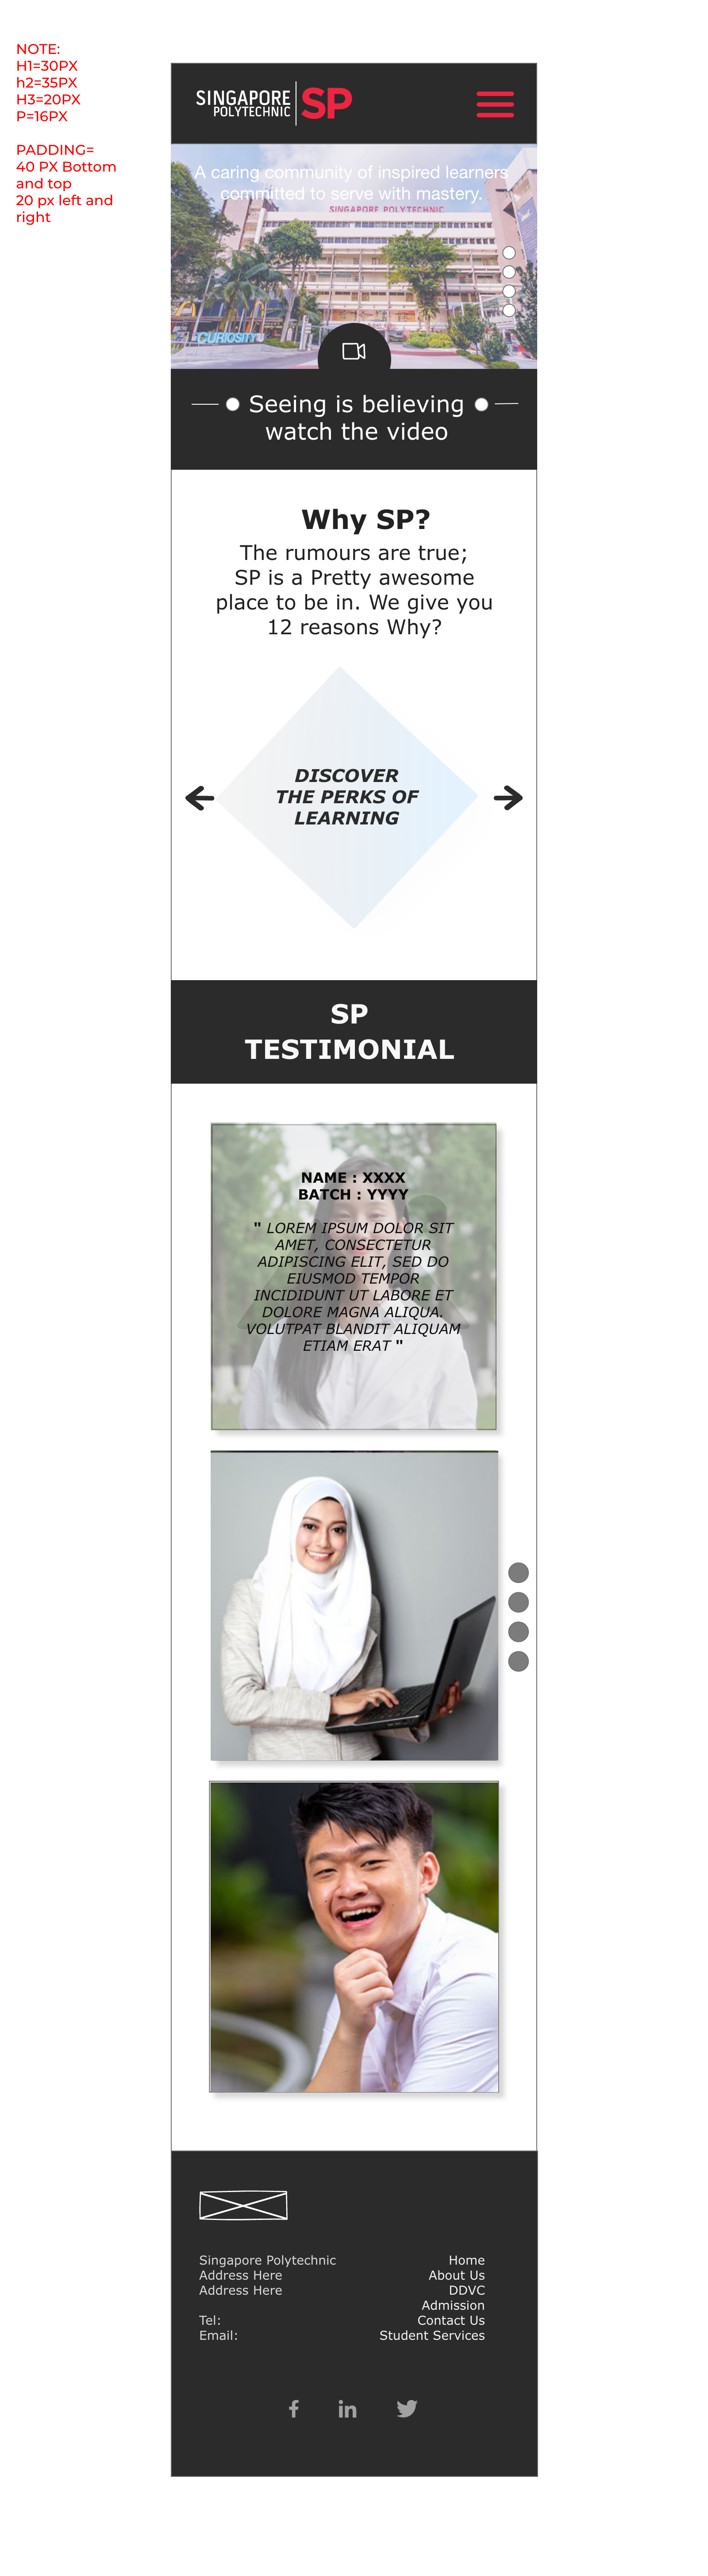 NOTE:
H1=30PX
h2=35PX
H3=20PX
P=16PX
PADDING=
40 PX Bottom
and top
20 px left and
right
SINGAPORE
POLYTECHNIC
SP
A caring community of inspired learners
committed to serve with mastery.
SINGAPORE POLYTECHNIC
CURIOSITY
Seeing is believing
watch the video
Why SP?
The rumours are true;
SP is a Pretty awesome
place to be in. We give you
12 reasons Why?
DISCOVER
THE PERKS OF
LEARNING
SP
TESTIMONIAL
NAME : XXXX
BATCH : YYYY
" LOREM IPSUM DOLOR SIT
AMET, CONSECTETUR
ADIPISCING ELIT, SED DO
EIUSMOD TEMPOR
INCIDIDUNT UT LABORE ET
DOLORE MAGNA ALIQUA.
VOLUTPAT BLANDIT ALIQUAM
ETIAM ERAT "
Singapore Polytechnic
Address Here
Address Here
Tel:
Email:
Home
About Us
DDVC
Admission
Contact Us
Student Services